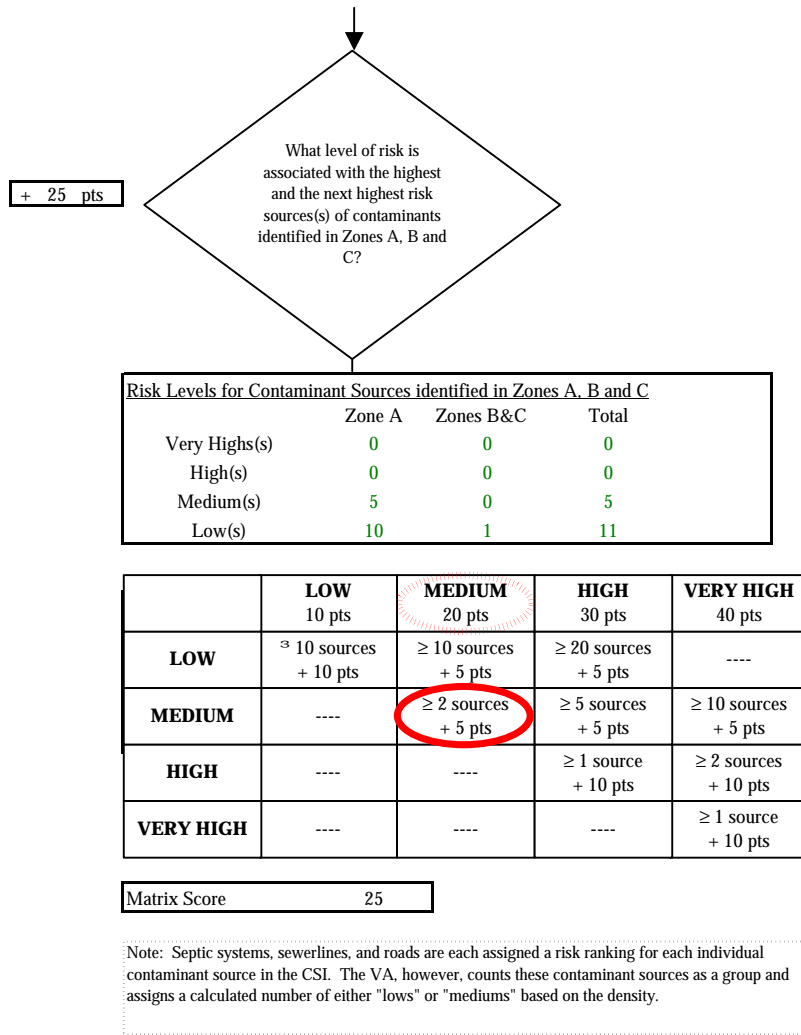 What level of risk is
associated with the highest
and the next highest risk
sources(s) of contaminants
identified in Zones A, B and
C?
+ 25 pts
Risk Levels for Contaminant Sources identified in Zones A, B and C
Zone A Zones B&C Total
Very Highs(s) 0 0 0
High(s) 0 0 0
Medium(s) 5 0 5
Low(s) 10 1 11
LOW MEDIUM HIGH VERY HIGH
10 pts 20 pts 30 pts 40 pts
LOW ³ 10 sources ≥ 10 sources ≥ 20 sources ----
+ 10 pts + 5 pts + 5 pts
MEDIUM ---- ≥ 2 sources ≥ 5 sources ≥ 10 sources
+ 5 pts + 5 pts + 5 pts
HIGH ---- ---- ≥ 1 source ≥ 2 sources
+ 10 pts + 10 pts
VERY HIGH ---- ---- ---- ≥ 1 source
+ 10 pts
Matrix Score 25
Note: Septic systems, sewerlines, and roads are each assigned a risk ranking for each individual
contaminant source in the CSI. The VA, however, counts these contaminant sources as a group and
assigns a calculated number of either "lows" or "mediums" based on the density.